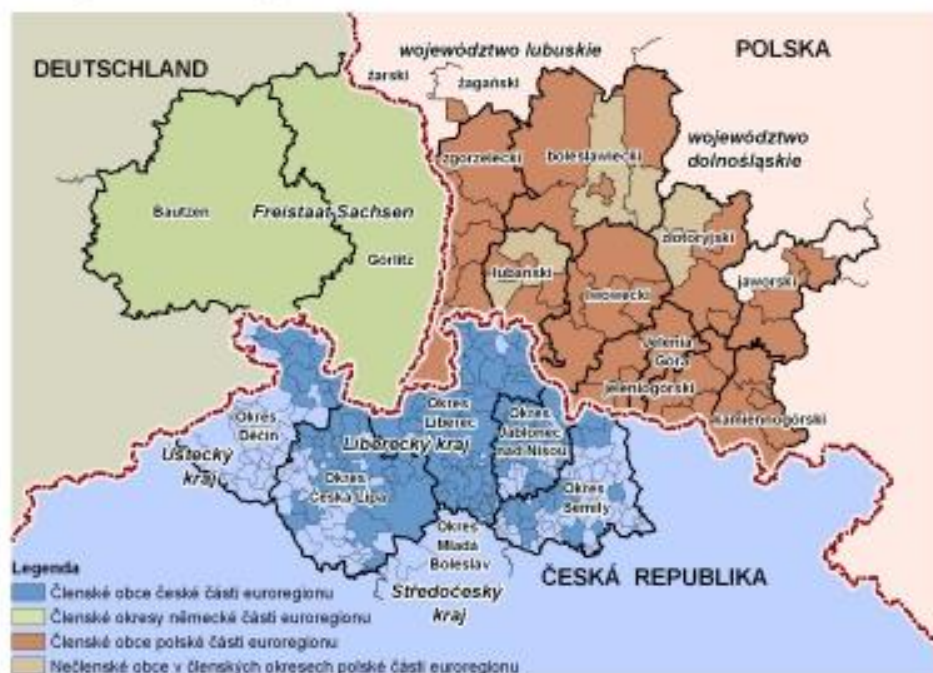 DEUTSCHLAND
województwo lubuskie
POLSKA
żarski
żagański
zgorzelecki
bolesławiecki
województwo
dolnośląskie
Bautzen
Freistaat Sachsen
złotoryjski
Görlitz
lubański
lwowecki
jaworski
Jelenia
Góra
jeleniogórski
kamiennogórski
Okres
Děčín
Okres
Liberec
Okres
Jablonec
nad Nisou
Ústecký
kraj
Liberecký kraj
Okres
Česká Lípa
Okres
Semily
Okres
Mladá
Boleslav
Středočeský
kraj
ČESKÁ REPUBLIKA
Legenda
Členské obce české části euroregionu
Členské okresy německé části euroregionu
Členské obce polské části euroregionu
Nečlenské obce v členských okresech polské části euroregionu